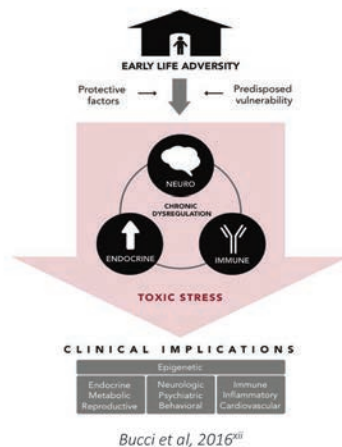 EARLY LIFE ADVERSITY
Protective factors
Predisposed vulnerability
NEURO
CHRONIC DYSREGULATION
ENDOCRINE
IMMUNE
TOXIC STRESS
CLINICAL IMPLICATIONS
Epigenetic
Endocrine
Metabolic
Reproductive
Neurologic
Psychiatric
Behavioral
Immune
Inflammatory
Cardiovascular
Bucci et al, 2016xii